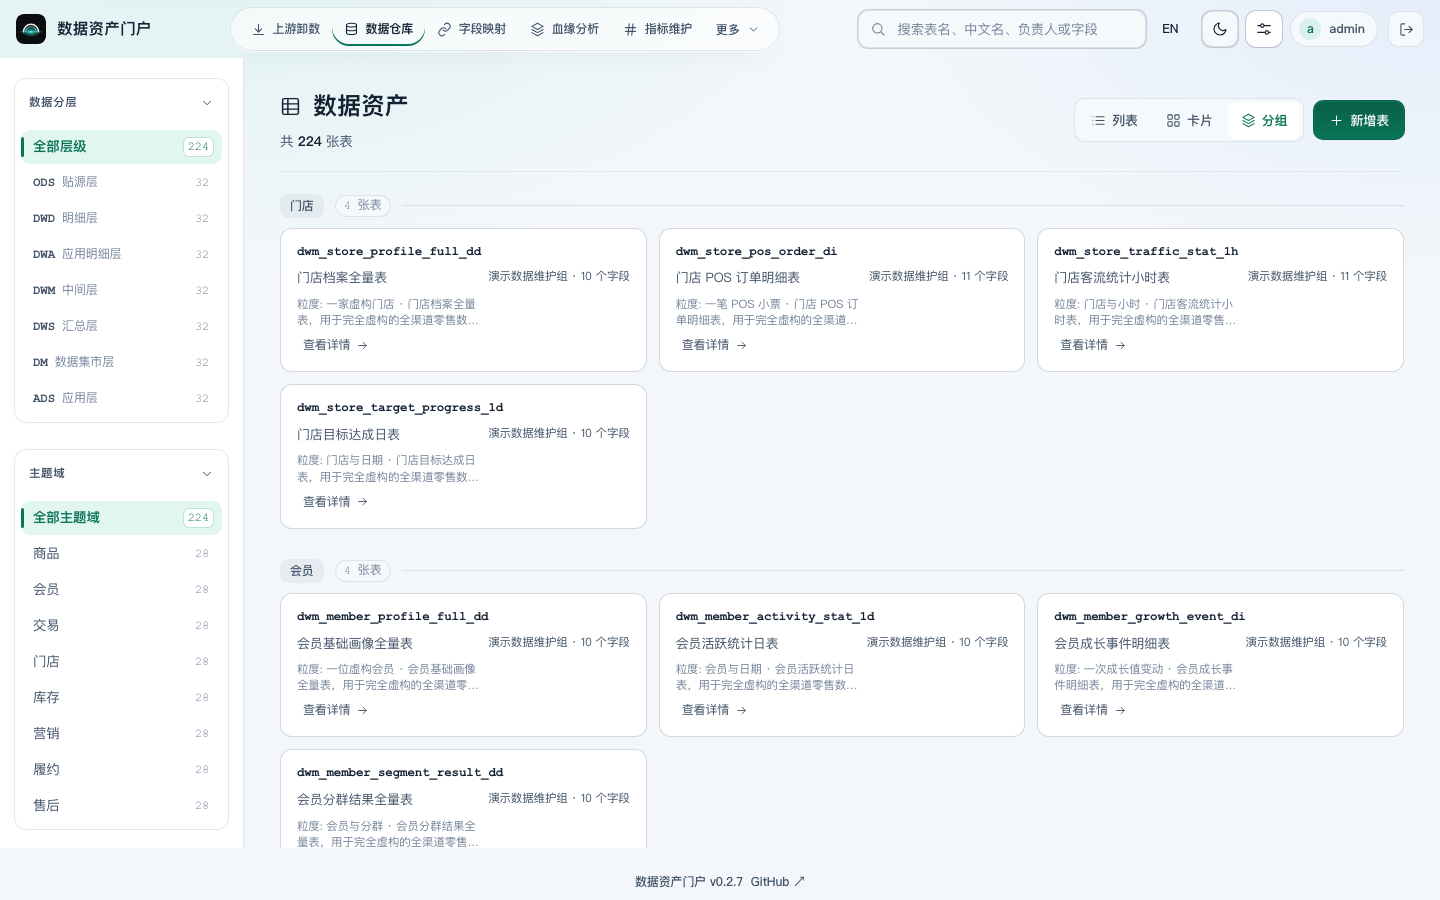 数据资产门户
上游卸数
数据仓库
字段映射
血缘分析
指标维护
更多
搜索表名、中文名、负责人或字段
EN
a admin
数据分层
全部层级 224
ODS 贴源层 32
DWD 明细层 32
DWA 应用明细层 32
DWM 中间层 32
DWS 汇总层 32
DM 数据集市层 32
ADS 应用层 32
主题域
全部主题域 224
商品 28
会员 28
交易 28
门店 28
库存 28
营销 28
履约 28
售后 28
数据资产
共 224 张表
列表
卡片
分组
+ 新增表
门店 4 张表
dwm_store_profile_full_dd
门店档案全量表 演示数据维护组 · 10 个字段
粒度: 一家虚构门店 · 门店档案全量
表，用于完全虚构的全渠道零售数...
查看详情 →
dwm_store_pos_order_di
门店 POS 订单明细表 演示数据维护组 · 11 个字段
粒度: 一笔 POS 小票 · 门店 POS 订
单明细表，用于完全虚构的全渠道...
查看详情 →
dwm_store_traffic_stat_1h
门店客流统计小时表 演示数据维护组 · 11 个字段
粒度: 门店与小时 · 门店客流统计小
时表，用于完全虚构的全渠道零售...
查看详情 →
dwm_store_target_progress_1d
门店目标达成日表 演示数据维护组 · 10 个字段
粒度: 门店与日期 · 门店目标达成日
表，用于完全虚构的全渠道零售数...
查看详情 →
会员 4 张表
dwm_member_profile_full_dd
会员基础画像全量表 演示数据维护组 · 10 个字段
粒度: 一位虚构会员 · 会员基础画像
全量表，用于完全虚构的全渠道零...
查看详情 →
dwm_member_activity_stat_1d
会员活跃统计日表 演示数据维护组 · 10 个字段
粒度: 会员与日期 · 会员活跃统计日
表，用于完全虚构的全渠道零售数...
查看详情 →
dwm_member_growth_event_di
会员成长事件明细表 演示数据维护组 · 10 个字段
粒度: 一次成长值变动 · 会员成长事
件明细表，用于完全虚构的全渠道...
查看详情 →
dwm_member_segment_result_dd
会员分群结果全量表 演示数据维护组 · 10 个字段
粒度: 会员与分群 · 会员分群结果全
量表，用于完全虚构的全渠道零售...
数据资产门户 v0.2.7 GitHub ↗